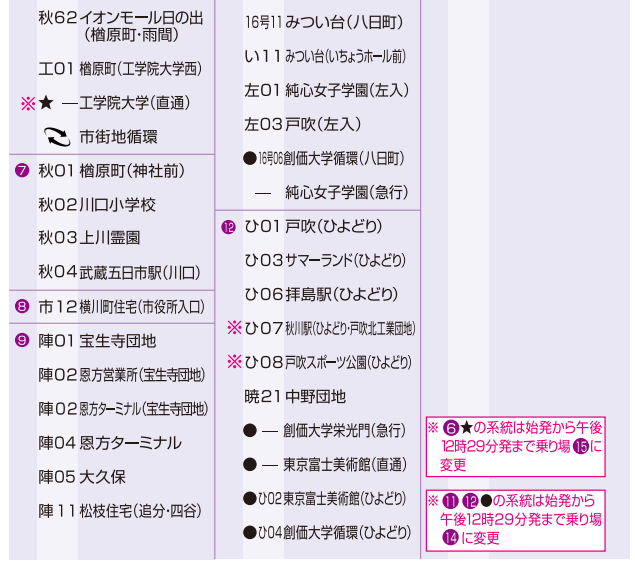 秋62 イオンモール日の出
(楢原町・雨間)
工01 楢原町(工学院大学西)
※★ ― 工学院大学(直通)
市街地循環
❼ 秋01 楢原町(神社前)
秋02 川口小学校
秋03 上川霊園
秋04 武蔵五日市駅(川口)
❽ 市12 横川町住宅(市役所入口)
❾ 陣01 宝生寺団地
陣02 恩方営業所(宝生寺団地)
陣02 恩方ターミナル(宝生寺団地)
陣04 恩方ターミナル
陣05 大久保
陣11 松枝住宅(追分・四谷)
16号11 みつい台(八日町)
い11 みつい台(いちょうホール前)
左01 純心女子学園(左入)
左03 戸吹(左入)
●16号06 創価大学循環(八日町)
― 純心女子学園(急行)
⓬ ひ01 戸吹(ひよどり)
ひ03 サマーランド(ひよどり)
ひ06 拝島駅(ひよどり)
※ひ07 秋川駅(ひよどり・戸吹北工業団地)
※ひ08 戸吹スポーツ公園(ひよどり)
暁21 中野団地
● ― 創価大学栄光門(急行)
● ― 東京富士美術館(直通)
●ひ02 東京富士美術館(ひよどり)
●ひ04 創価大学循環(ひよどり)
※ ❻★の系統は始発から午後
12時29分発まで乗り場⓯に
変更
※ ⓫⓬●の系統は始発から
午後12時29分発まで乗り場
⓮に変更